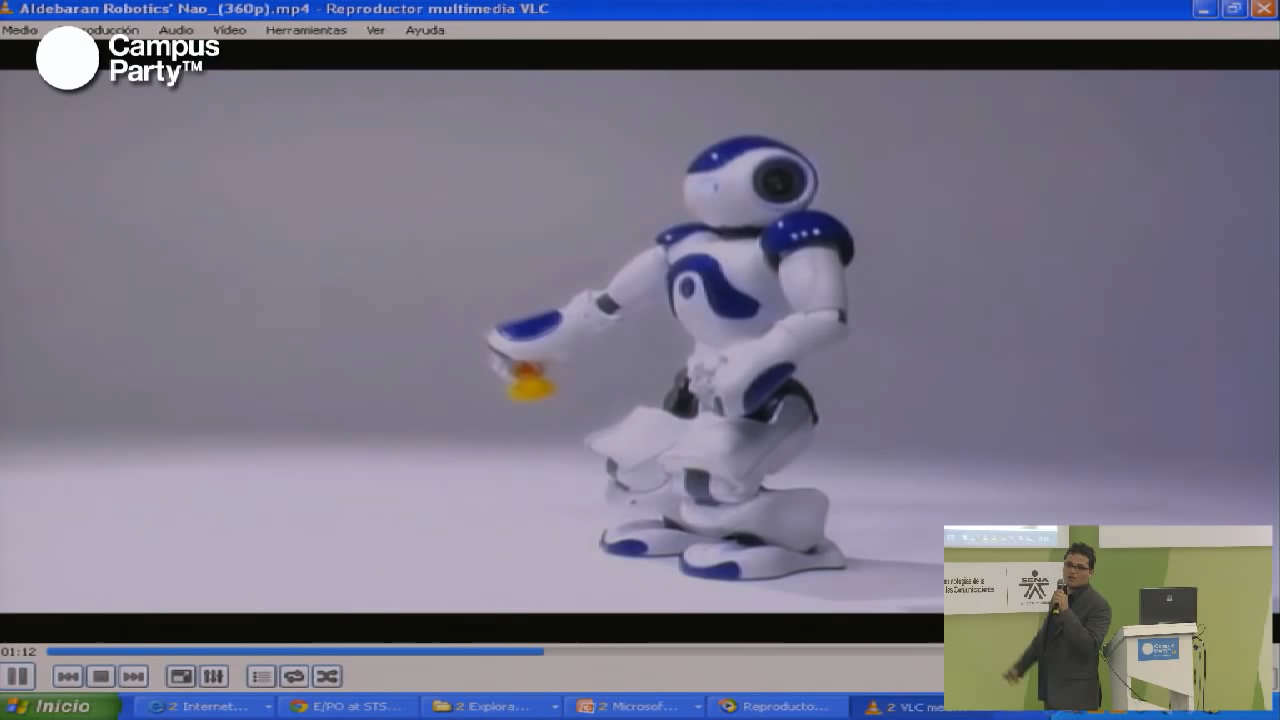 Aldebaran Robotics' Nao_(360p).mp4 - Reproductor multimedia VLC
Medio
Audio Vídeo Herramientas Ver Ayuda
Campus
Party™
01:12
Inicio
2 Internet...
E/PO at STS...
2 Explora...
2 Microsof...
Reproducto...
2 VLC me
SENA
Campus